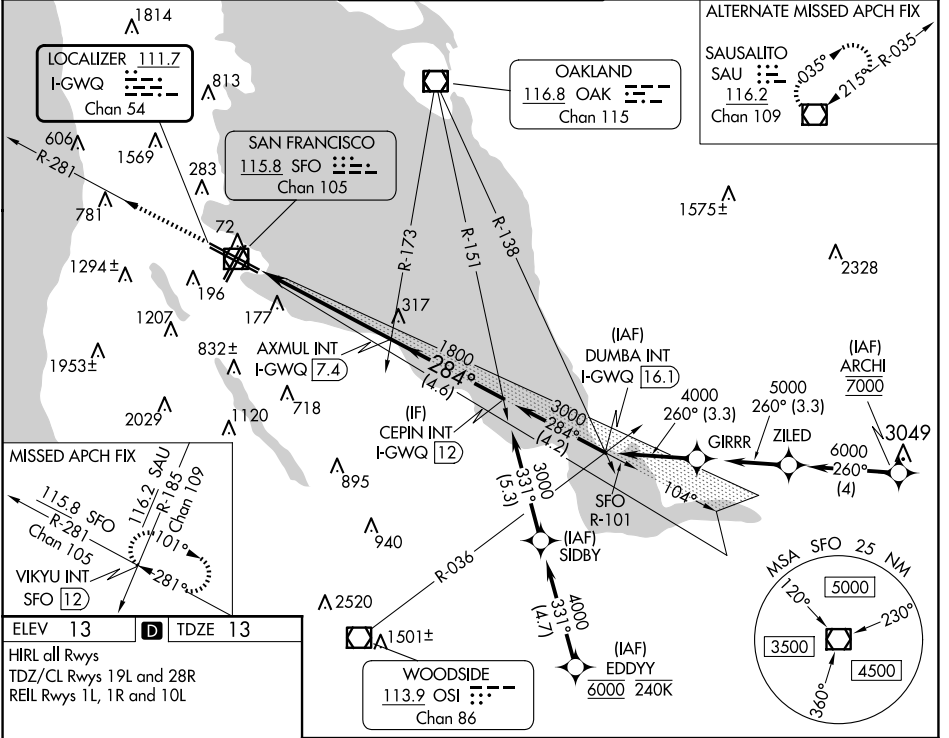 1814
LOCALIZER 111.7
I-GWQ
Chan 54
813
606
R-281
1569
283
781
SAN FRANCISCO
115.8 SFO
Chan 105
72
1294±
196
177
1207
1953±
832±
2029
1120
718
OAKLAND
116.8 OAK
Chan 115
R-173
R-151
R-138
317
ALTERNATE MISSED APCH FIX
SAUSALITO
SAU
116.2
Chan 109
035°
215°
R-035
1575±
2328
AXMUL INT
I-GWQ 7.4
1800
284°
(4.6)
(IF)
CEPIN INT
I-GWQ 12
3000
284°
(4.2)
(IAF)
DUMBA INT
I-GWQ 16.1
4000
260° (3.3)
GIRRR
5000
260° (3.3)
ZILED
(IAF)
ARCHI
7000
6000
260°
(4)
3049
104°
SFO
R-101
3000
331°
(5.3)
(IAF)
SIDBY
4000
331°
(4.7)
(IAF)
EDDYY
6000 240K
R-036
895
940
2520
1501±
WOODSIDE
113.9 OSI
Chan 86
MISSED APCH FIX
115.8 SFO
R-281
Chan 105
116.2 SAU
R-185
Chan 109
101°
281°
VIKYU INT
SFO 12
ELEV 13 D TDZE 13
HIRL all Rwys
TDZ/CL Rwys 19L and 28R
REIL Rwys 1L, 1R and 10L
MSA SFO 25 NM
120°
5000
230°
3500
4500
360°